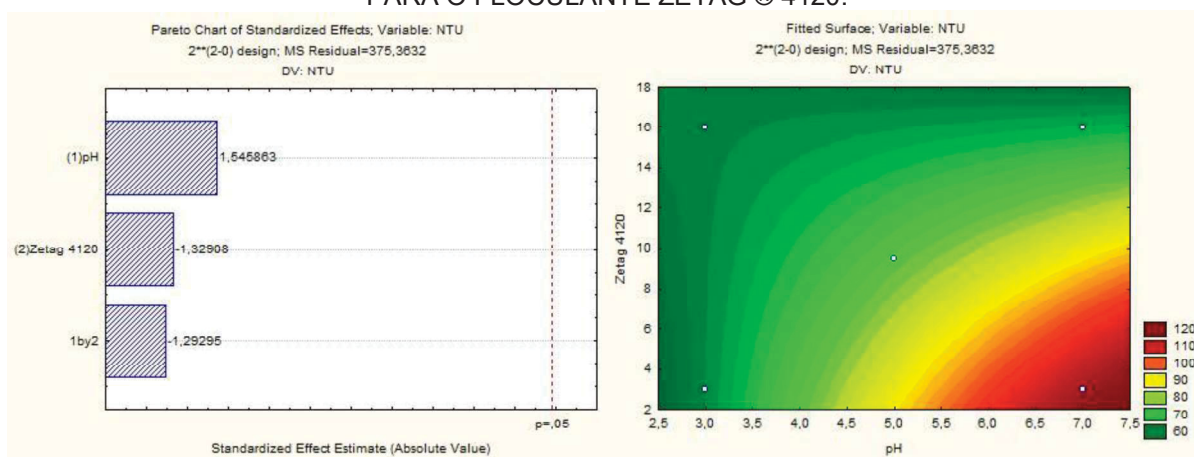 PARA O FLOCULANTE ZETAG ® 4120.
Pareto Chart of Standardized Effects; Variable: NTU
2**(2-0) design; MS Residual=375,3632
DV: NTU
(1)pH
1,545863
(2)Zetag 4120
-1,32908
1by2
-1,29295
p=,05
Standardized Effect Estimate (Absolute Value)
Fitted Surface; Variable: NTU
2**(2-0) design; MS Residual=375,3632
DV: NTU
18
16
14
12
10
8
6
4
2
Zetag 4120
2,5 3,0 3,5 4,0 4,5 5,0 5,5 6,0 6,5 7,0 7,5
pH
120
110
100
90
80
70
60